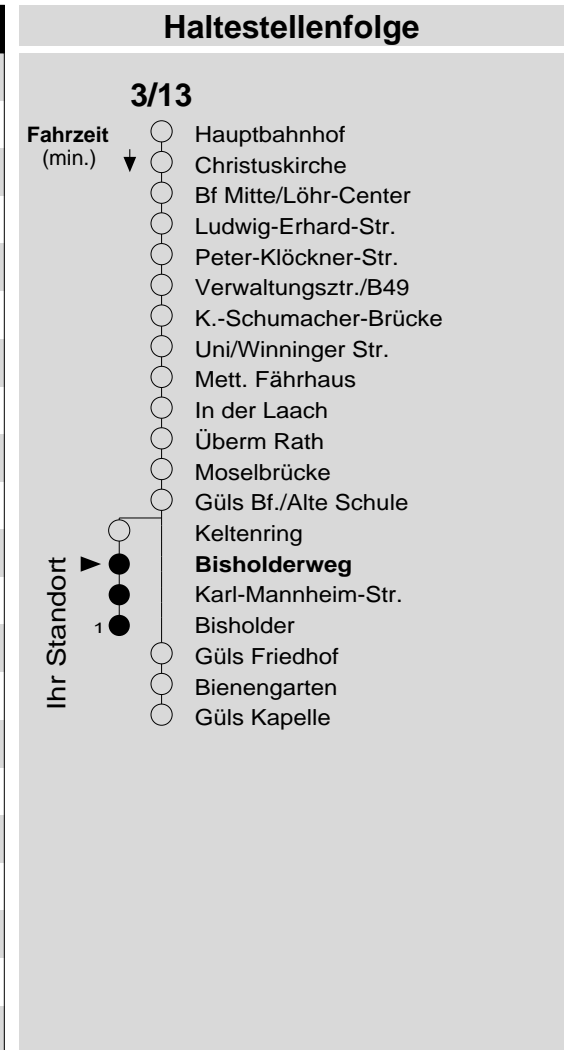 Haltestellenfolge
3/13
Fahrzeit
(min.)
Hauptbahnhof
Christuskirche
Bf Mitte/Löhr-Center
Ludwig-Erhard-Str.
Peter-Klöckner-Str.
Verwaltungsztr./B49
K.-Schumacher-Brücke
Uni/Winninger Str.
Mett. Fährhaus
In der Laach
Überm Rath
Moselbrücke
Güls Bf./Alte Schule
Keltenring
Ihr Standort
Bisholderweg
Karl-Mannheim-Str.
1 Bisholder
Güls Friedhof
Bienengarten
Güls Kapelle